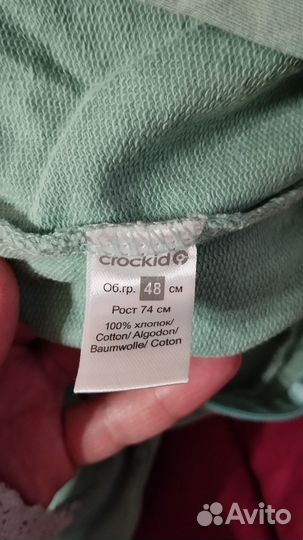 crockid
Об.гр. 48 см
Рост 74 см
100% хлопок/
Cotton/ Algodon/
Baumwolle/ Coton
Avito